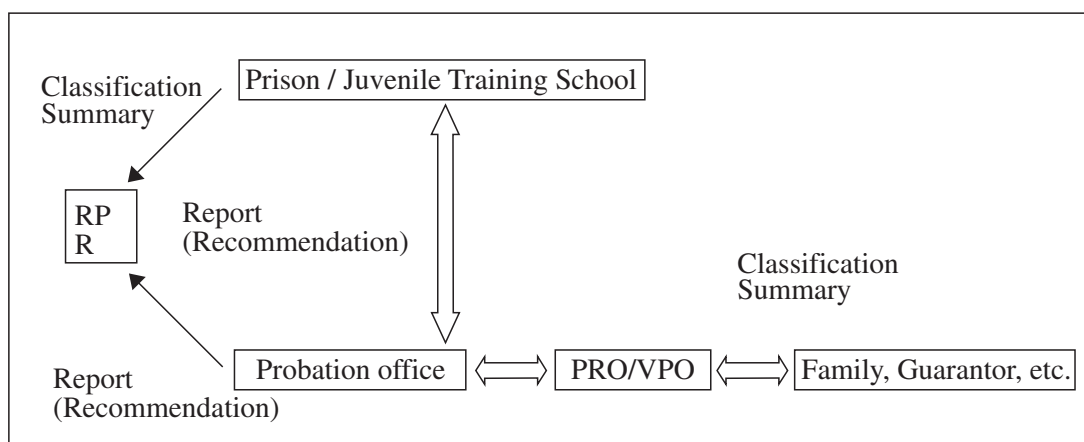 Classification
Summary
Prison / Juvenile Training School
RP
R
Report
(Recommendation)
Classification
Summary
Report
(Recommendation)
Probation office
PRO/VPO
Family, Guarantor, etc.